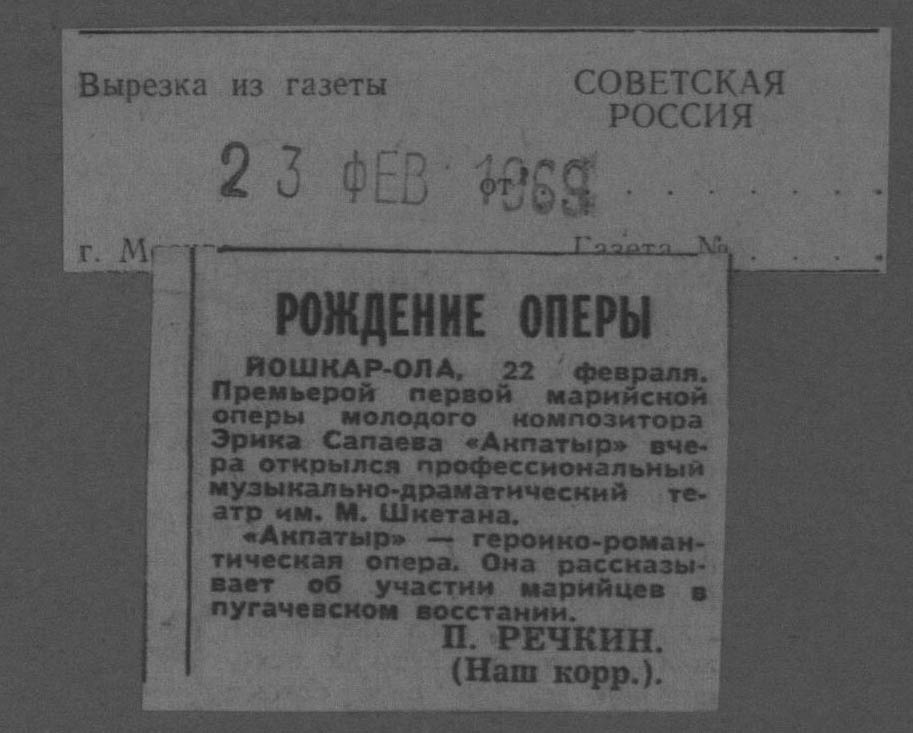 Вырезка из газеты
СОВЕТСКАЯ
РОССИЯ
23 ФЕВ 1969
от
г.
Газета №
РОЖДЕНИЕ ОПЕРЫ
ЙОШКАР-ОЛА, 22 февраля.
Премьерой первой марийской
оперы молодого композитора
Эрика Сапаева «Акпатыр» вче-
ра открылся профессиональный
музыкально-драматический те-
атр им. М. Шкетана.
«Акпатыр» — героико-роман-
тическая опера. Она рассказы-
вает об участии марийцев в
пугачевском восстании.
П. РЕЧКИН.
(Наш корр.).